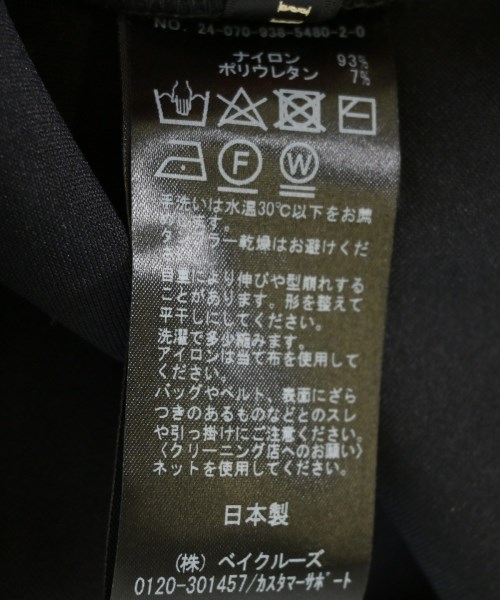 NO. 24-070-938-5480-2-0
ナイロン 93%
ポリウレタン 7%
F W
手洗いは水温30℃以下をお薦
めします。
タンブラー乾燥はお避けくだ
自重により伸びや型崩れする
ことがあります。形を整えて
平干しにしてください。
洗濯で多少縮みます。
アイロンは当て布を使用して
ください。
バッグやベルト、表面にざら
つきのあるものなどとのスレ
や引っ掛けにご注意ください。
〈クリーニング店へのお願い〉
ネットを使用してください。
日本製
(株) ベイクルーズ
0120-301457/カスタマーサポート